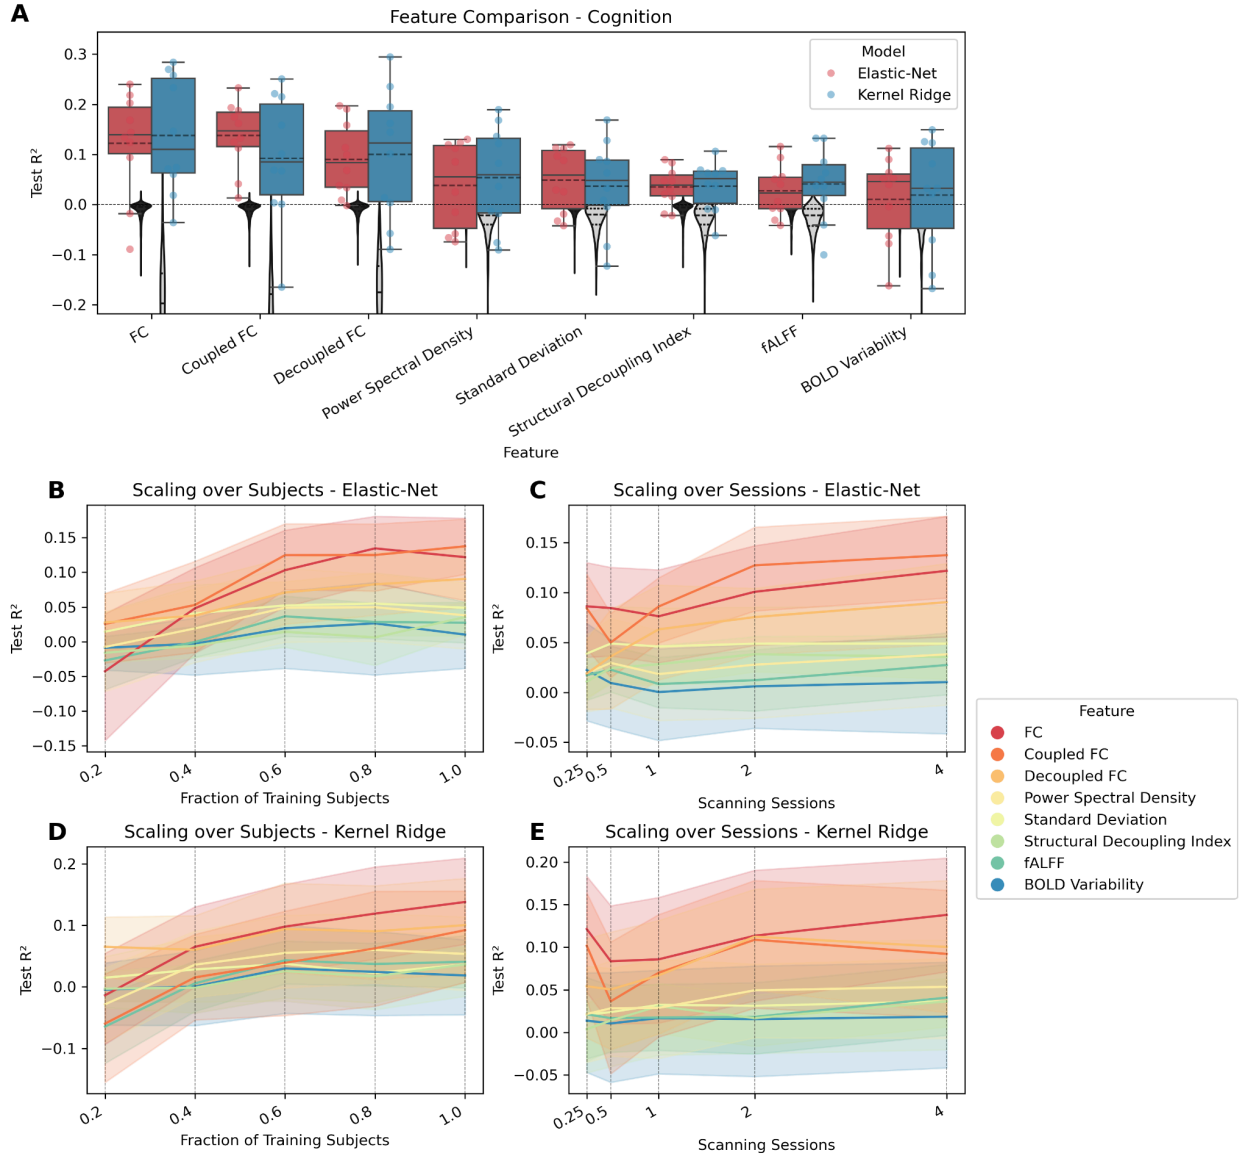 A
Feature Comparison - Cognition
Model
Elastic-Net
Kernel Ridge
Test R²
0.3
0.2
0.1
0.0
−0.1
−0.2
FC
Coupled FC
Decoupled FC
Power Spectral Density
Standard Deviation
Structural Decoupling Index
fALFF
BOLD Variability
Feature
B
Scaling over Subjects - Elastic-Net
Test R²
0.15
0.10
0.05
0.00
−0.05
−0.10
−0.15
0.2
0.4
0.6
0.8
1.0
Fraction of Training Subjects
C
Scaling over Sessions - Elastic-Net
Test R²
0.15
0.10
0.05
0.00
−0.05
0.25
0.5
1
2
4
Scanning Sessions
Feature
FC
Coupled FC
Decoupled FC
Power Spectral Density
Standard Deviation
Structural Decoupling Index
fALFF
BOLD Variability
D
Scaling over Subjects - Kernel Ridge
Test R²
0.2
0.1
0.0
−0.1
0.2
0.4
0.6
0.8
1.0
Fraction of Training Subjects
E
Scaling over Sessions - Kernel Ridge
Test R²
0.20
0.15
0.10
0.05
0.00
−0.05
0.25
0.5
1
2
4
Scanning Sessions